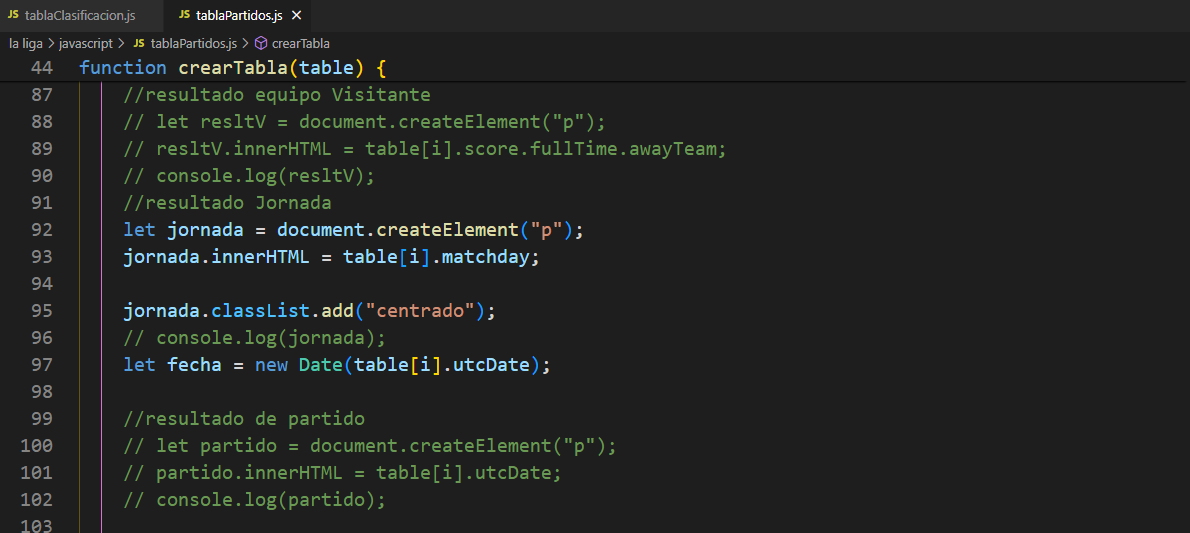 JS tablaClasificacion.js JS tablaPartidos.js ×
la liga > javascript > JS tablaPartidos.js > crearTabla
44 function crearTabla(table) {
87 //resultado equipo Visitante
88 // let resltV = document.createElement("p");
89 // resltV.innerHTML = table[i].score.fullTime.awayTeam;
90 // console.log(resltV);
91 //resultado Jornada
92 let jornada = document.createElement("p");
93 jornada.innerHTML = table[i].matchday;
94
95 jornada.classList.add("centrado");
96 // console.log(jornada);
97 let fecha = new Date(table[i].utcDate);
98
99 //resultado de partido
100 // let partido = document.createElement("p");
101 // partido.innerHTML = table[i].utcDate;
102 // console.log(partido);
103